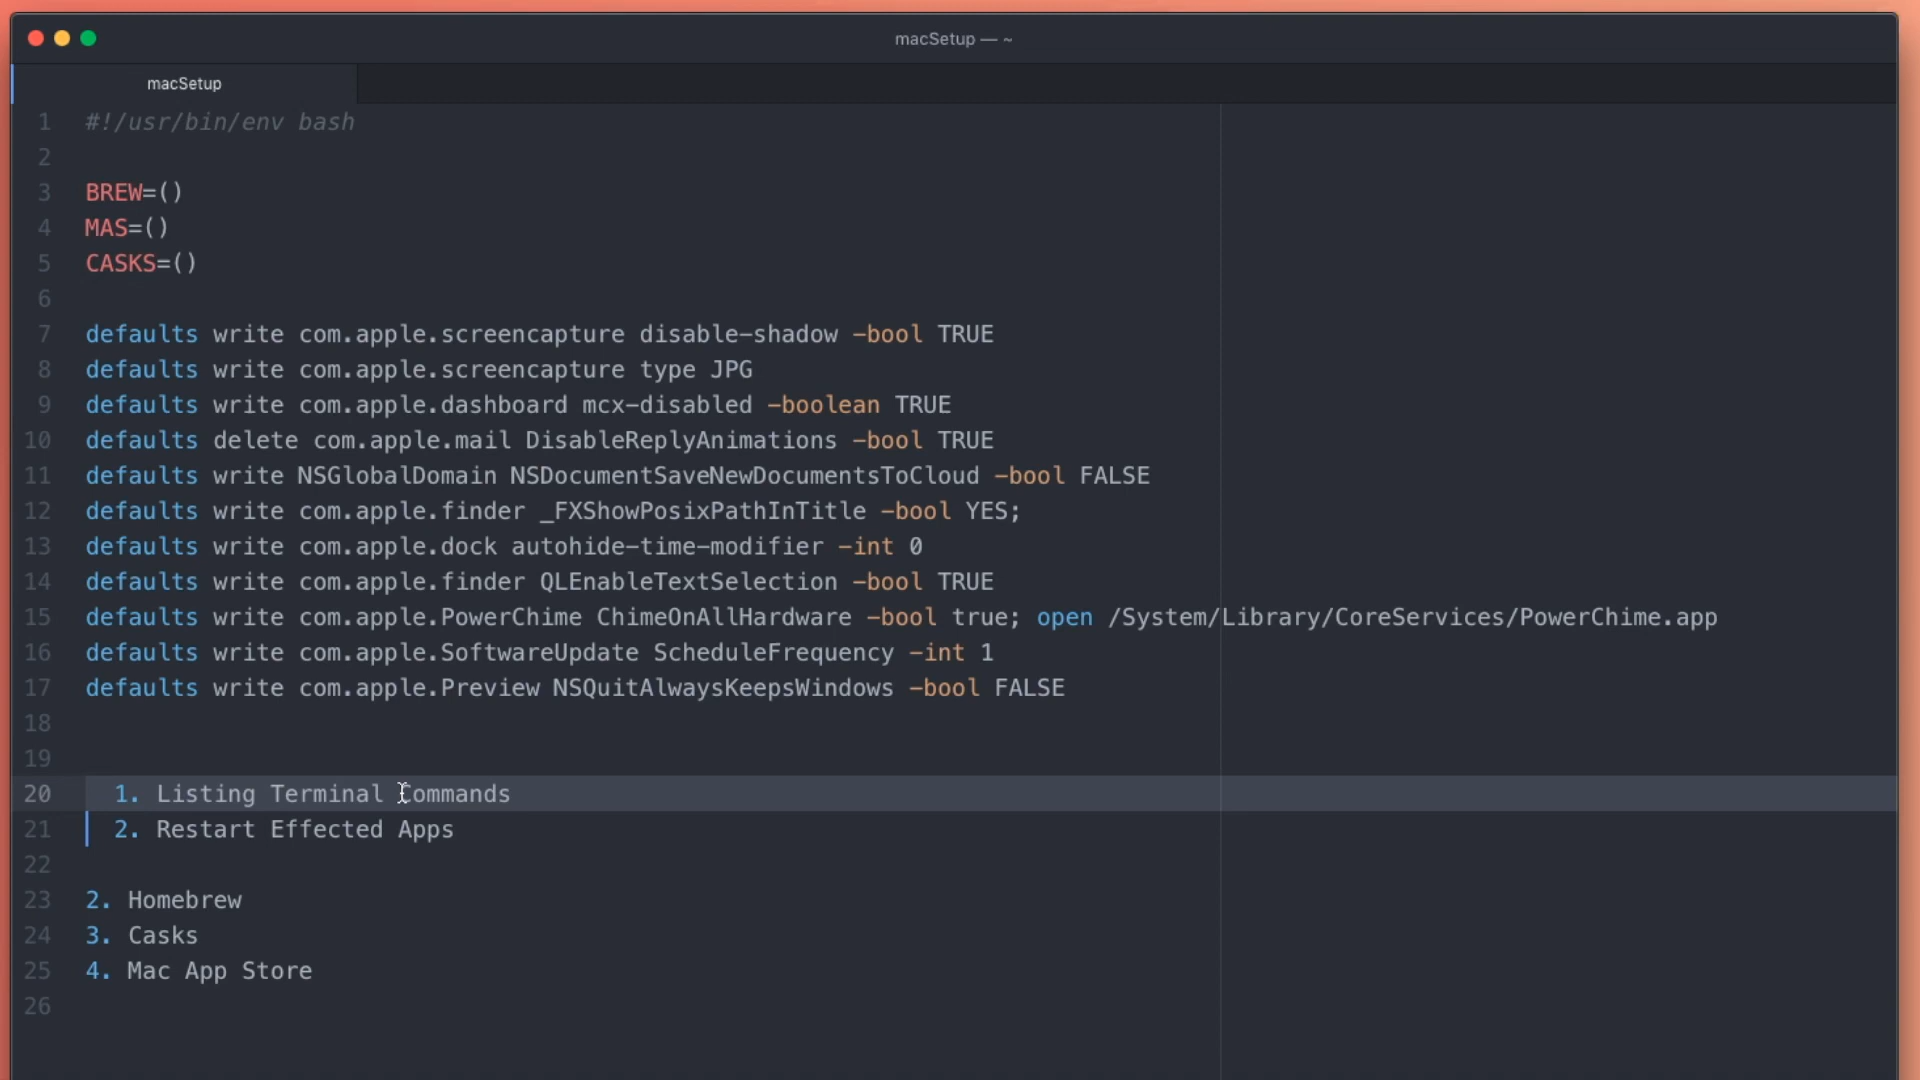 macSetup — ~
macSetup
1 #!/usr/bin/env bash
2
3 BREW=()
4 MAS=()
5 CASKS=()
6
7 defaults write com.apple.screencapture disable-shadow -bool TRUE
8 defaults write com.apple.screencapture type JPG
9 defaults write com.apple.dashboard mcx-disabled -boolean TRUE
10 defaults delete com.apple.mail DisableReplyAnimations -bool TRUE
11 defaults write NSGlobalDomain NSDocumentSaveNewDocumentsToCloud -bool FALSE
12 defaults write com.apple.finder _FXShowPosixPathInTitle -bool YES;
13 defaults write com.apple.dock autohide-time-modifier -int 0
14 defaults write com.apple.finder QLEnableTextSelection -bool TRUE
15 defaults write com.apple.PowerChime ChimeOnAllHardware -bool true; open /System/Library/CoreServices/PowerChime.app
16 defaults write com.apple.SoftwareUpdate ScheduleFrequency -int 1
17 defaults write com.apple.Preview NSQuitAlwaysKeepsWindows -bool FALSE
18
19
20 1. Listing Terminal Commands
21 2. Restart Effected Apps
22
23 2. Homebrew
24 3. Casks
25 4. Mac App Store
26